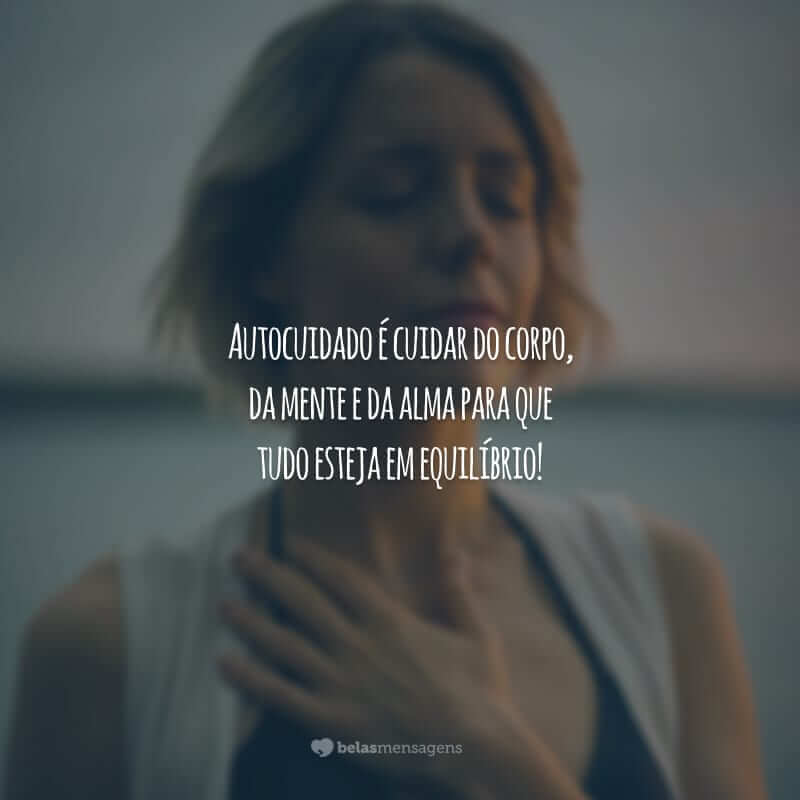 AUTOCUIDADO É CUIDAR DO CORPO,
DA MENTE E DA ALMA PARA QUE
TUDO ESTEJA EM EQUILÍBRIO!
belasmensagens